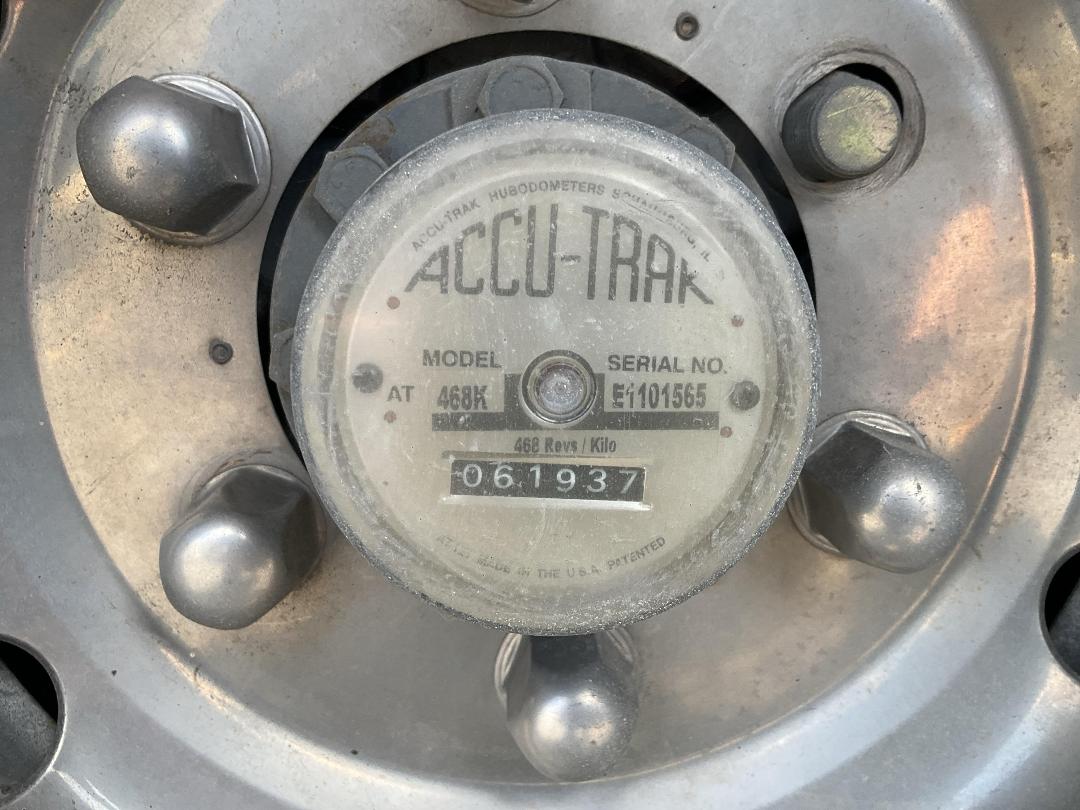 ACCU-TRAK HUBODOMETERS IL
ACCU-TRAK
MODEL SERIAL NO.
AT 468K E1101565
468 Revs / Kilo
061937
MADE IN THE U.S.A. PATENTED